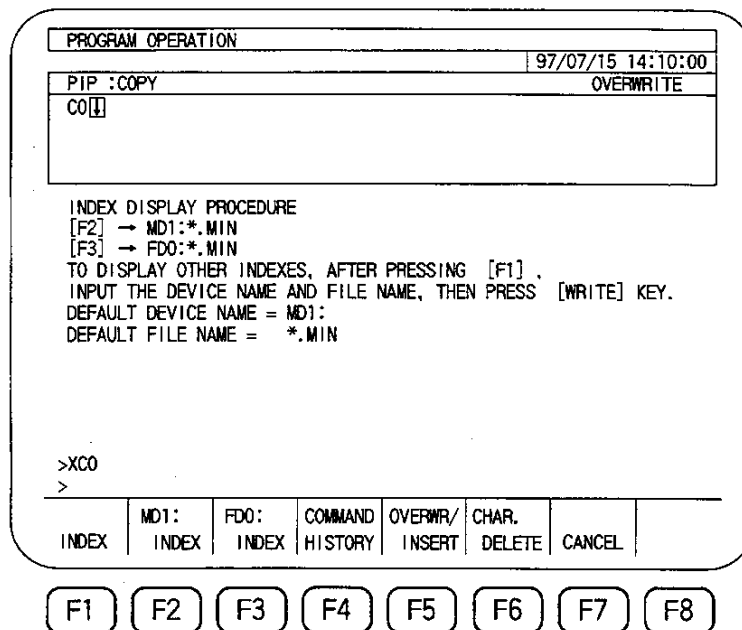 PROGRAM OPERATION
97/07/15 14:10:00
PIP :COPY OVERWRITE
CO↓
INDEX DISPLAY PROCEDURE
[F2] → MD1:*.MIN
[F3] → FD0:*.MIN
TO DISPLAY OTHER INDEXES, AFTER PRESSING [F1] ,
INPUT THE DEVICE NAME AND FILE NAME, THEN PRESS [WRITE] KEY.
DEFAULT DEVICE NAME = MD1:
DEFAULT FILE NAME = *.MIN
>XCO
>
MD1: FD0: COMMAND OVERWR/ CHAR.
INDEX INDEX INDEX HISTORY INSERT DELETE CANCEL
F1 F2 F3 F4 F5 F6 F7 F8